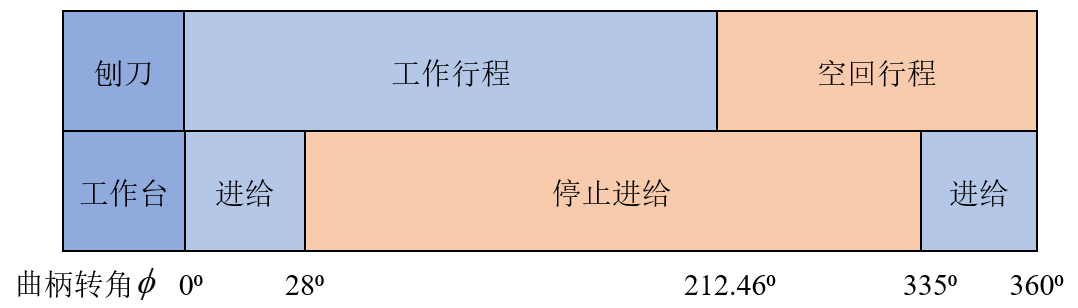 刨刀 工作行程 空回行程
工作台 进给 停止进给 进给
曲柄转角ϕ 0º 28º 212.46º 335º 360º